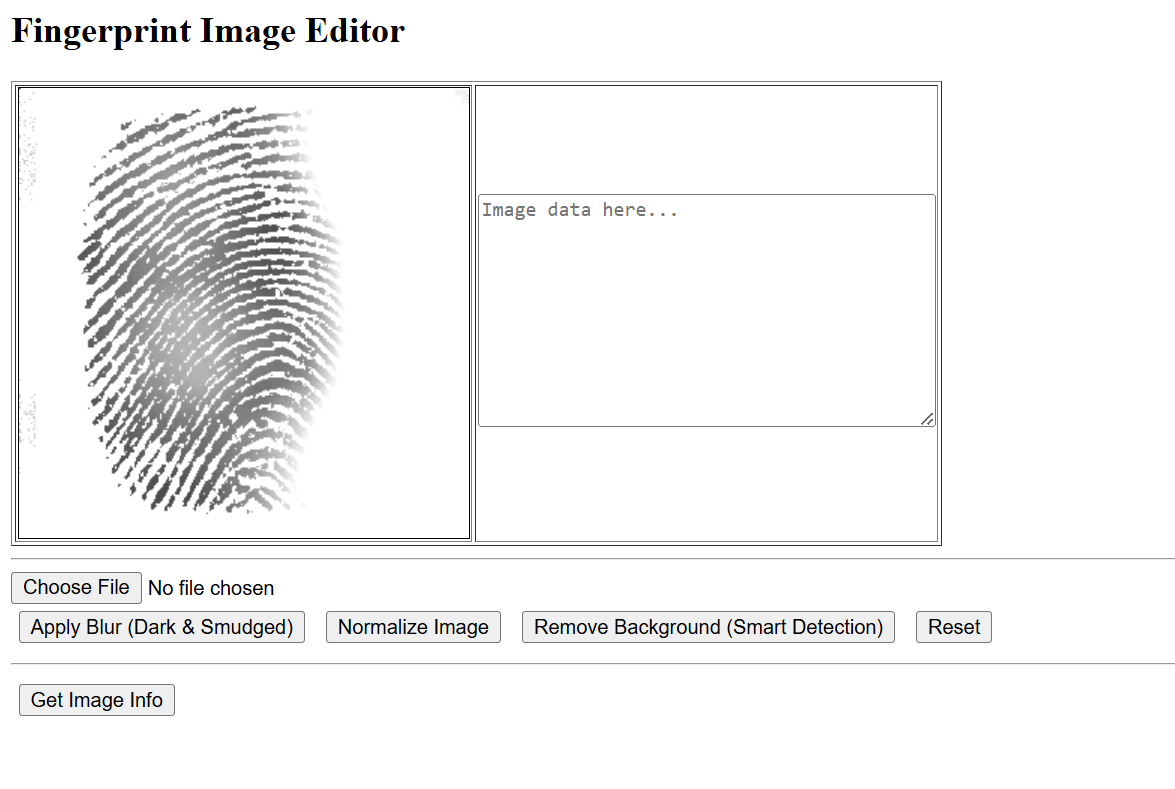 Fingerprint Image Editor
Image data here...
Choose File No file chosen
Apply Blur (Dark & Smudged) Normalize Image Remove Background (Smart Detection) Reset
Get Image Info